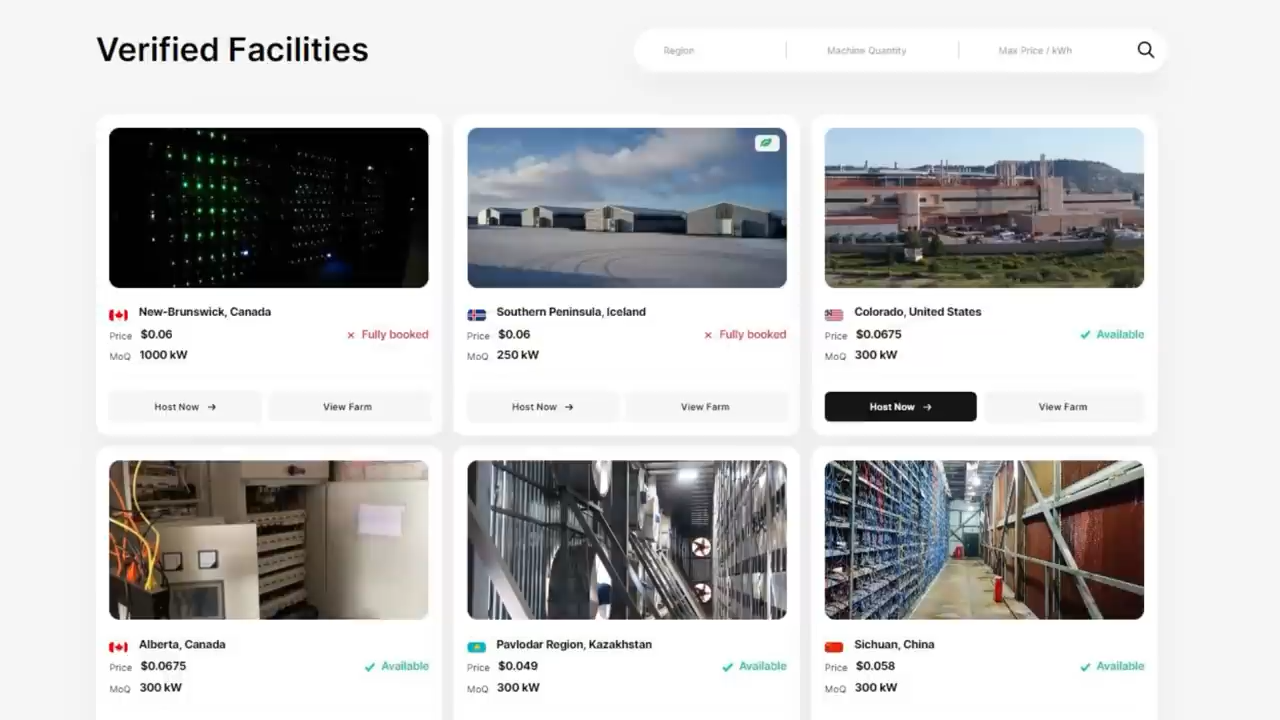 Verified Facilities
Region Machine Quantity Max Price / kWh
New-Brunswick, Canada
Price $0.06 × Fully booked
MoQ 1000 kW
Host Now → View Farm
Southern Peninsula, Iceland
Price $0.06 × Fully booked
MoQ 250 kW
Host Now → View Farm
Colorado, United States
Price $0.0675 ✓ Available
MoQ 300 kW
Host Now → View Farm
Alberta, Canada
Price $0.0675 ✓ Available
MoQ 300 kW
Pavlodar Region, Kazakhstan
Price $0.049 ✓ Available
MoQ 300 kW
Sichuan, China
Price $0.058 ✓ Available
MoQ 300 kW